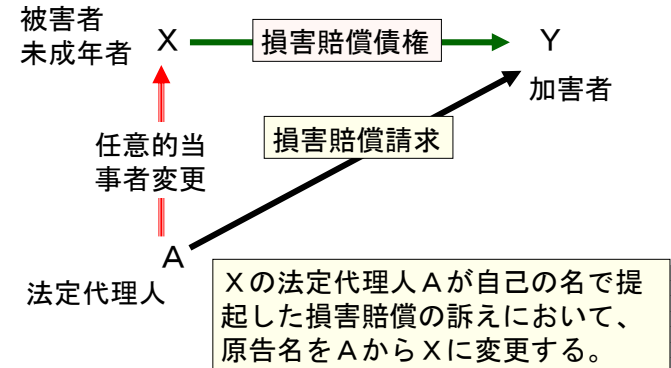 被害者
未成年者
X
損害賠償債権
Y
加害者
損害賠償請求
任意的当
事者変更
A
法定代理人
Xの法定代理人Aが自己の名で提
起した損害賠償の訴えにおいて、
原告名をAからXに変更する。